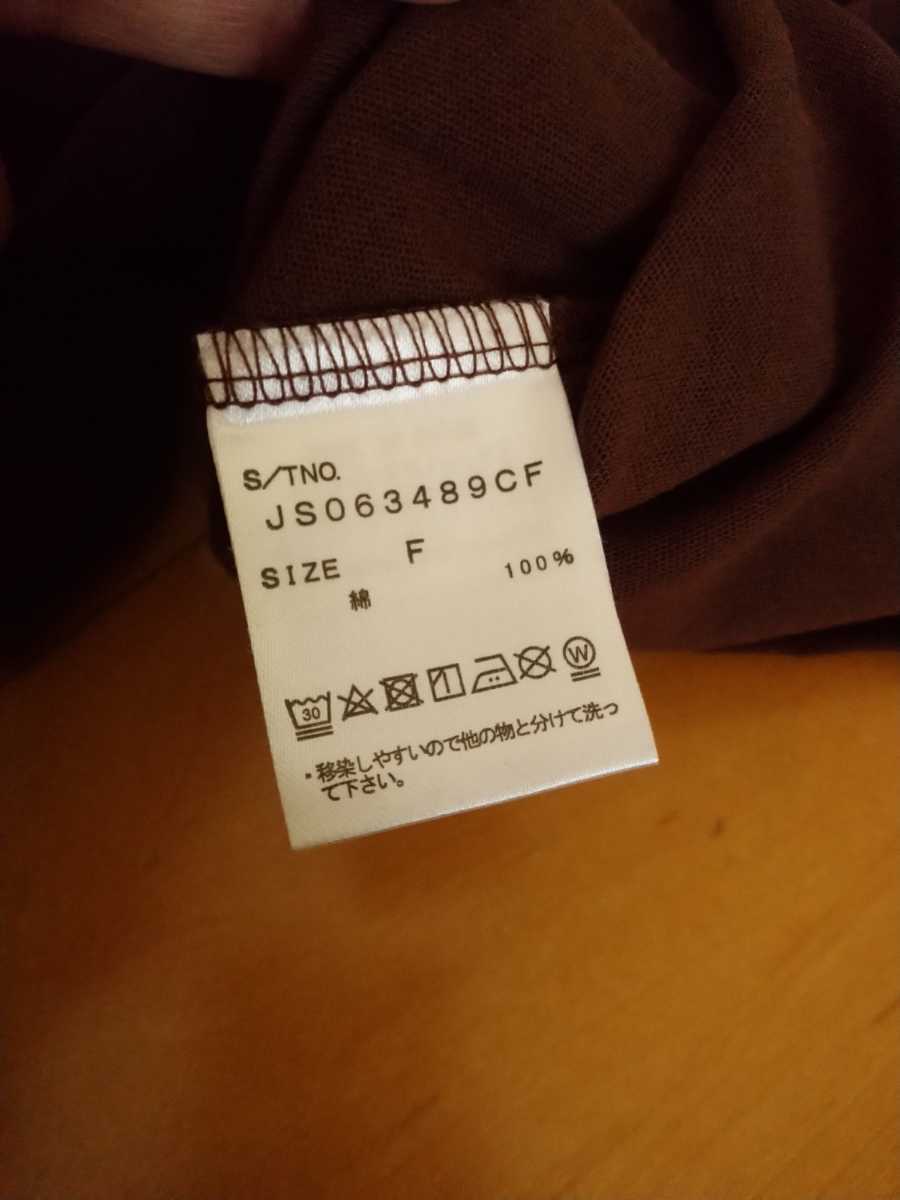 S/TNO.
JS063489CF
SIZE F
綿 100%
30 W
・移染しやすいので他の物と分けて洗っ
て下さい。